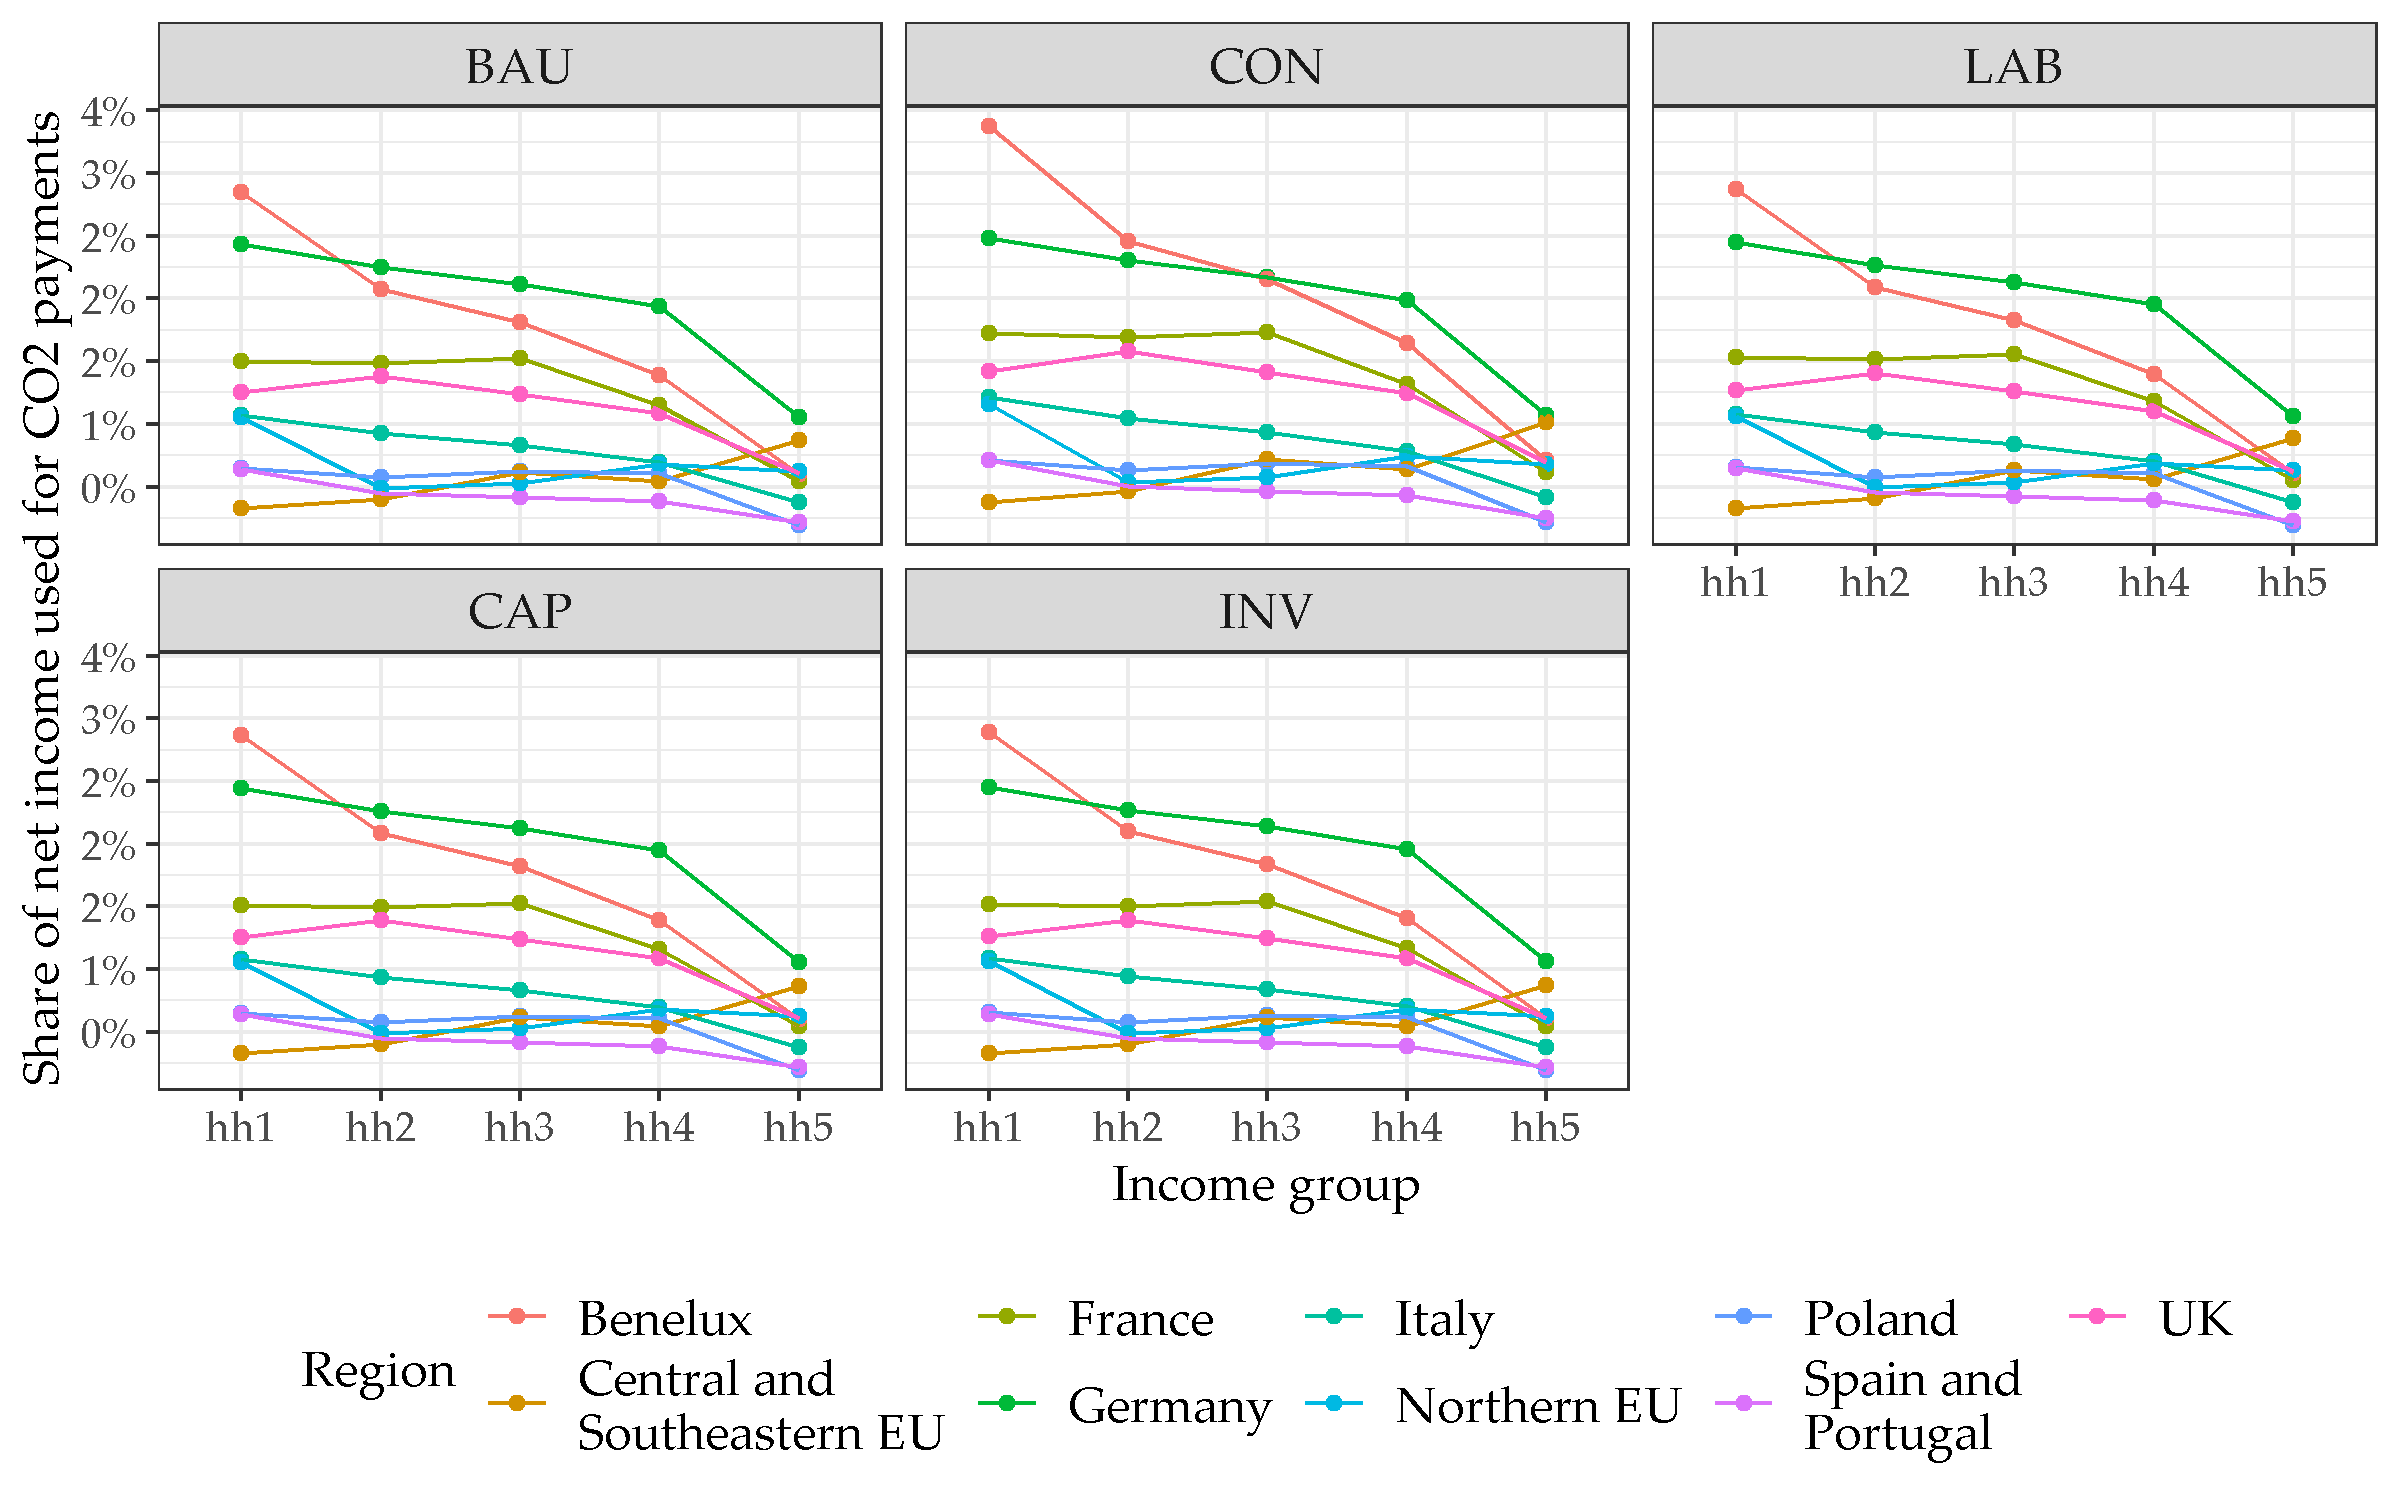 BAU
CON
LAB
Share of net income used for CO2 payments
4%
3%
2%
2%
2%
1%
0%
hh1 hh2 hh3 hh4 hh5
CAP
INV
4%
3%
2%
2%
2%
1%
0%
hh1 hh2 hh3 hh4 hh5
hh1 hh2 hh3 hh4 hh5
Income group
Region
Benelux
Central and
Southeastern EU
France
Germany
Italy
Northern EU
Poland
Spain and
Portugal
UK